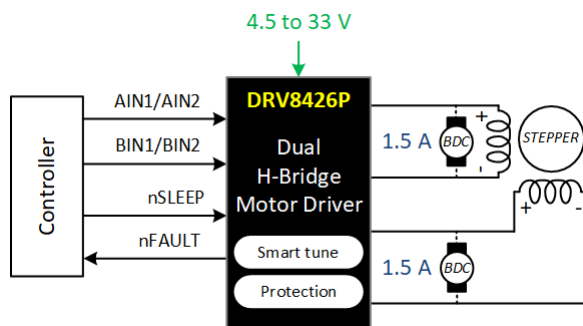 4.5 to 33 V
DRV8426P
Dual
H-Bridge
Motor Driver
Smart tune
Protection
Controller
AIN1/AIN2
BIN1/BIN2
nSLEEP
nFAULT
1.5 A
BDC
+
-
STEPPER
+ -
1.5 A
BDC